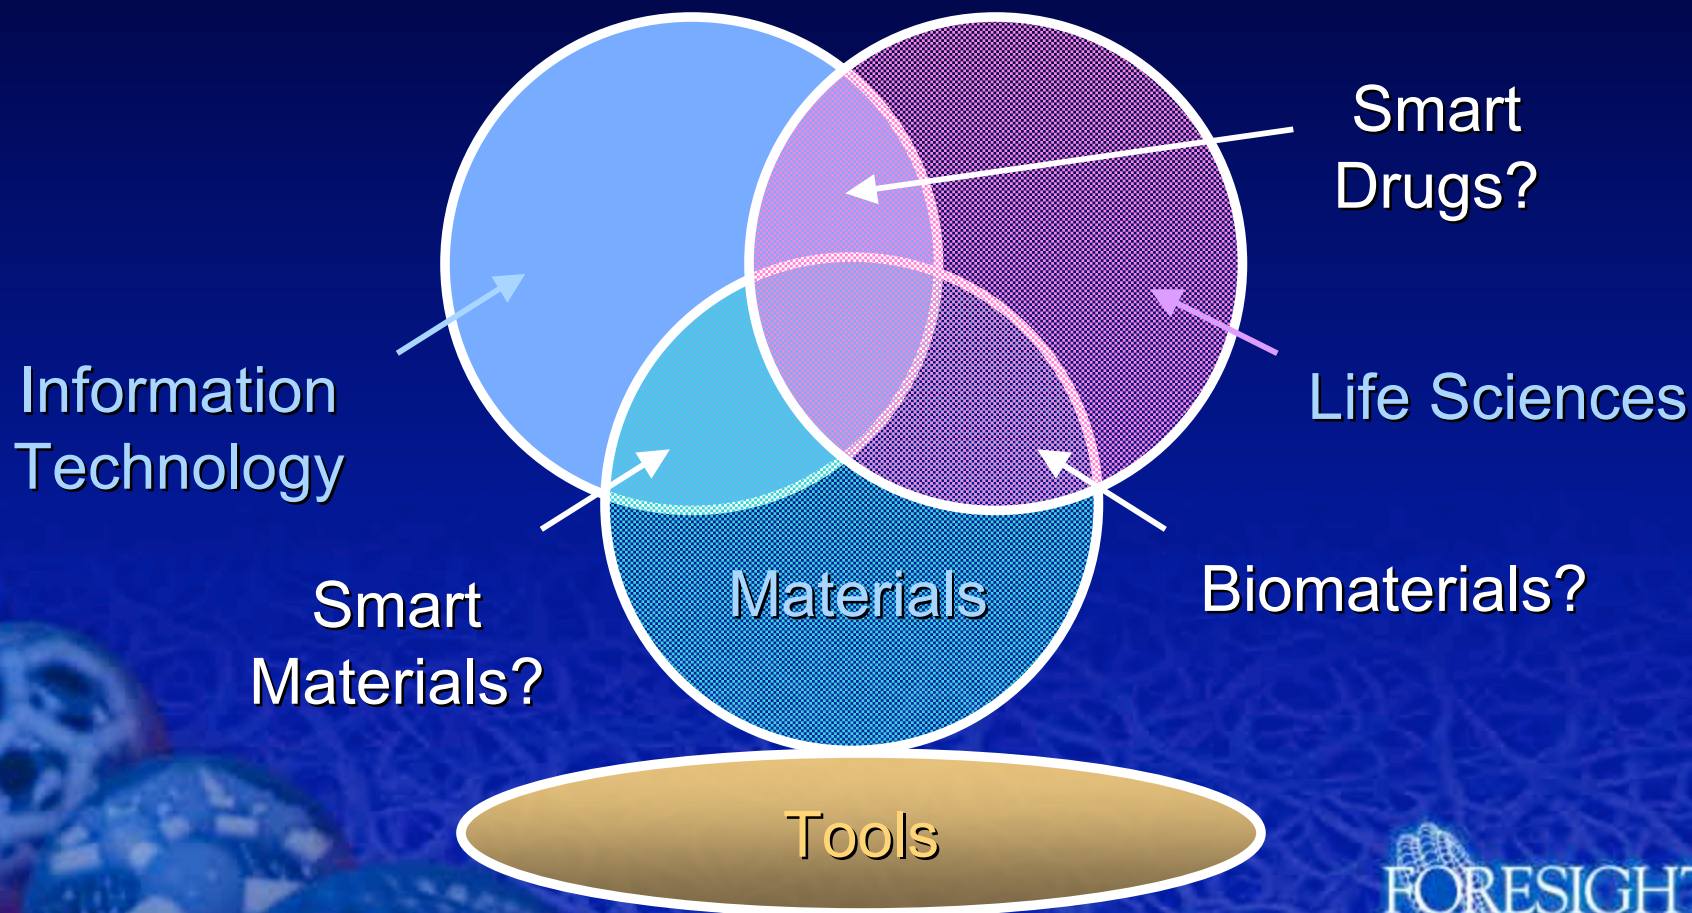 Smart
Drugs?
Information
Technology
Life Sciences
Smart
Materials?
Materials
Biomaterials?
Tools
FORESIGHT